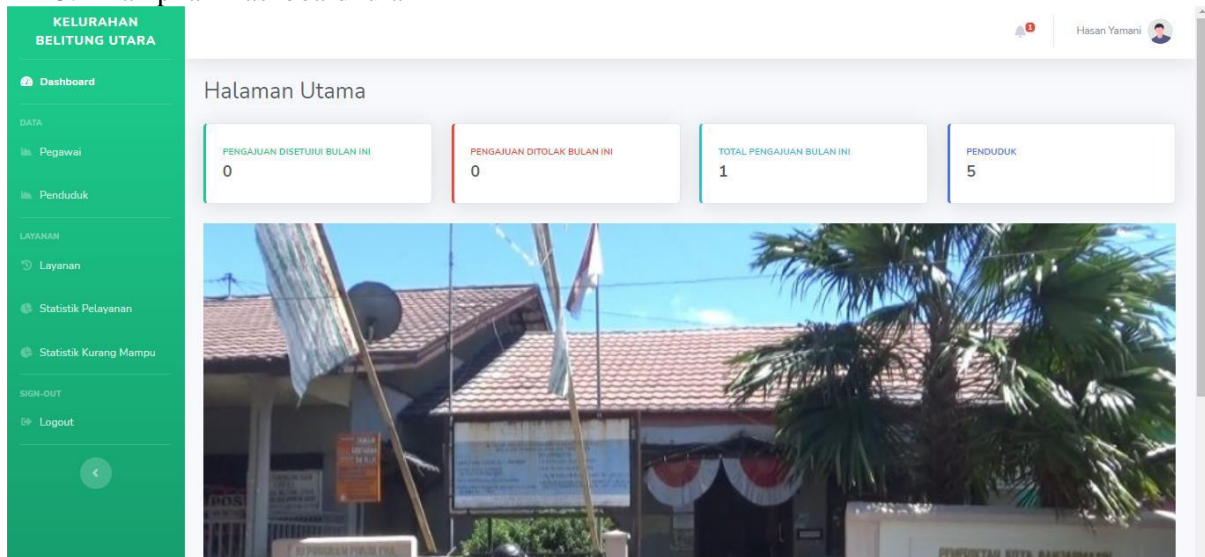 KELURAHAN
BELITUNG UTARA
1
Hasan Yamani
Dashboard
DATA
Pegawai
Penduduk
LAYANAN
Layanan
Statistik Pelayanan
Statistik Kurang Mampu
SIGN-OUT
Logout
Halaman Utama
PENGAJUAN DISETUJUI BULAN INI
0
PENGAJUAN DITOLAK BULAN INI
0
TOTAL PENGAJUAN BULAN INI
1
PENDUDUK
5